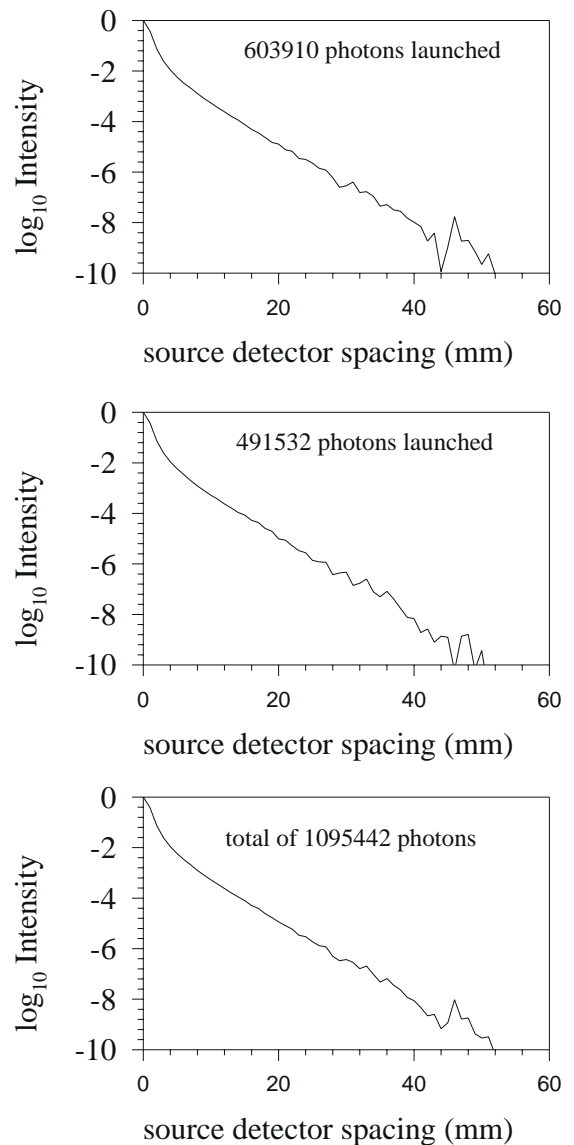 0
603910 photons launched
-2
-4
-6
-8
-10
log10 Intensity
0 20 40 60
source detector spacing (mm)
0
491532 photons launched
-2
-4
-6
-8
-10
log10 Intensity
0 20 40 60
source detector spacing (mm)
0
total of 1095442 photons
-2
-4
-6
-8
-10
log10 Intensity
0 20 40 60
source detector spacing (mm)